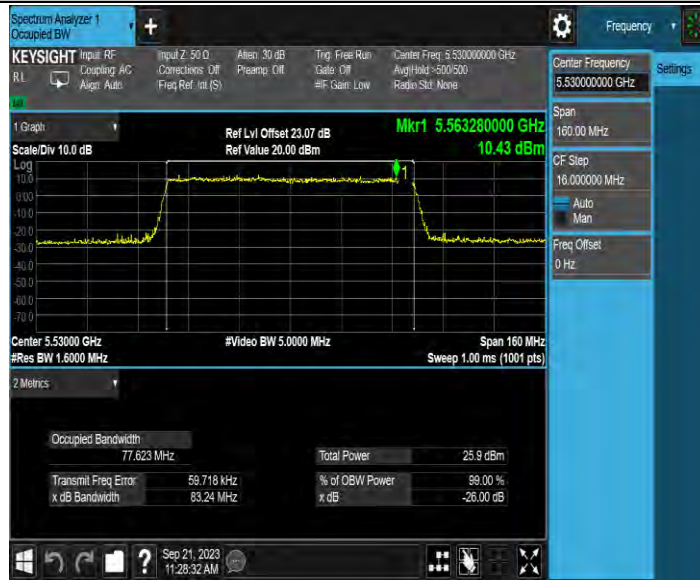 Spectrum Analyzer 1
Occupied BW
+
Frequency
KEYSIGHT
Input: RF
Coupling: AC
Align: Auto
Input Z: 50 Ω
Corrections: Off
Freq Ref: Int (S)
Atten: 30 dB
Preamp: Off
Trig: Free Run
Gate: Off
#IF Gain: Low
Center Freq: 5.530000000 GHz
Avg|Hold:>500/500
Radio Std: None
RL
Center Frequency
5.530000000 GHz
Settings
Span
160.00 MHz
CF Step
16.000000 MHz
Auto
Man
Freq Offset
0 Hz
1 Graph
Scale/Div 10.0 dB
Ref Lvl Offset 23.07 dB
Ref Value 20.00 dBm
Mkr1 5.563280000 GHz
10.43 dBm
Log
10.0
0.00
-10.0
-20.0
-30.0
-40.0
-50.0
-60.0
-70.0
1
Center 5.53000 GHz
#Res BW 1.6000 MHz
#Video BW 5.0000 MHz
Span 160 MHz
Sweep 1.00 ms (1001 pts)
2 Metrics
Occupied Bandwidth
77.623 MHz
Total Power 25.9 dBm
Transmit Freq Error 59.718 kHz
% of OBW Power 99.00 %
x dB Bandwidth 83.24 MHz
x dB -26.00 dB
?
Sep 21, 2023
11:28:32 AM